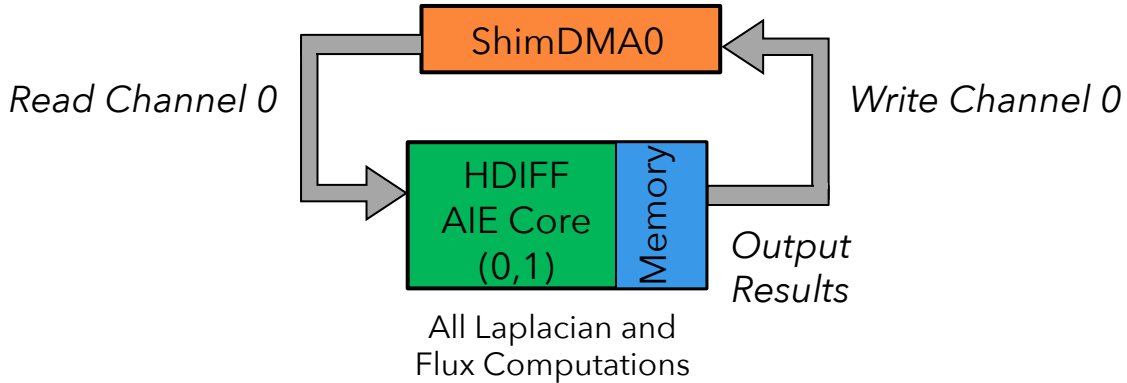 ShimDMA0
Read Channel 0
Write Channel 0
HDIFF
AIE Core
(0,1)
Memory
Output
Results
All Laplacian and
Flux Computations